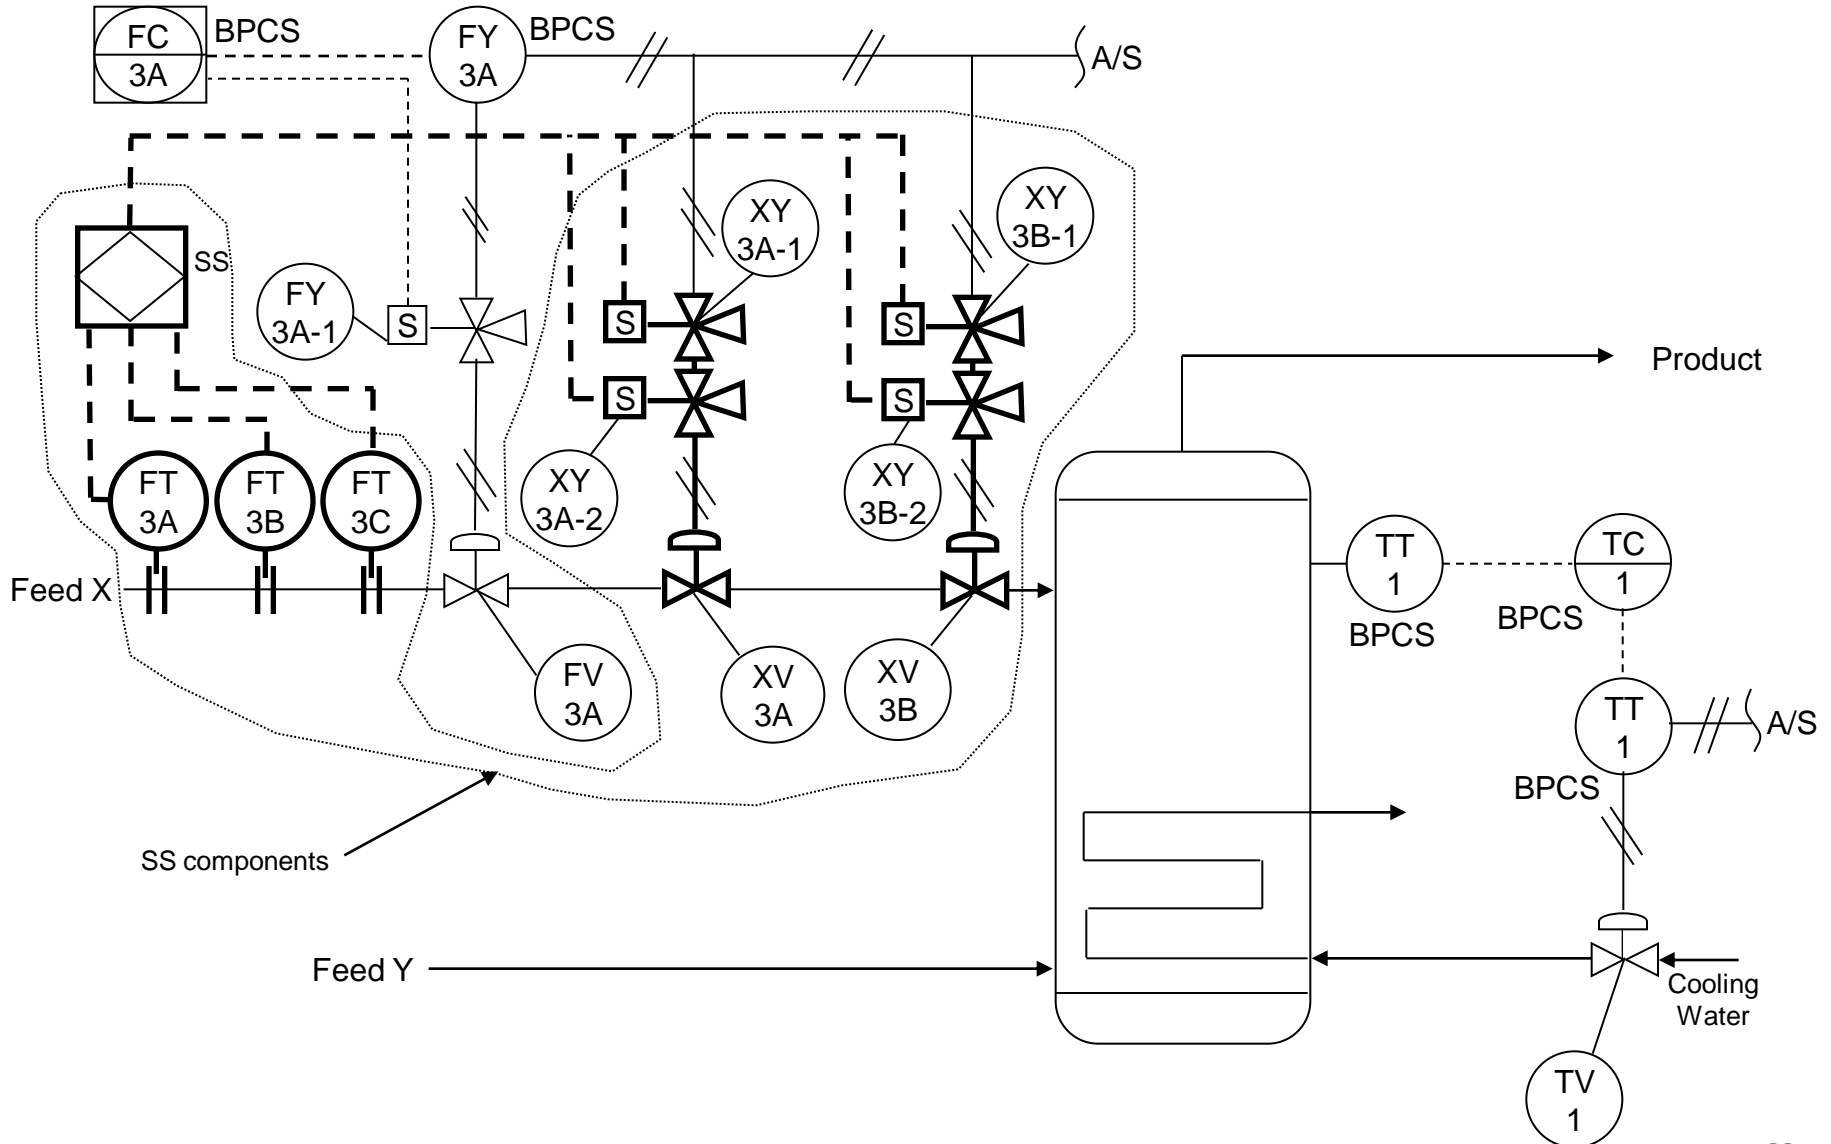 FC
3A
BPCS
FY
3A
BPCS
A/S
SS
FY
3A-1
S
S
XY
3A-1
S
XY
3B-1
S
S
XY
3A-2
XY
3B-2
FT
3A
FT
3B
FT
3C
Feed X
FV
3A
XV
3A
XV
3B
SS components
Feed Y
Product
TT
1
BPCS
TC
1
BPCS
TT
1
BPCS
A/S
Cooling
Water
TV
1